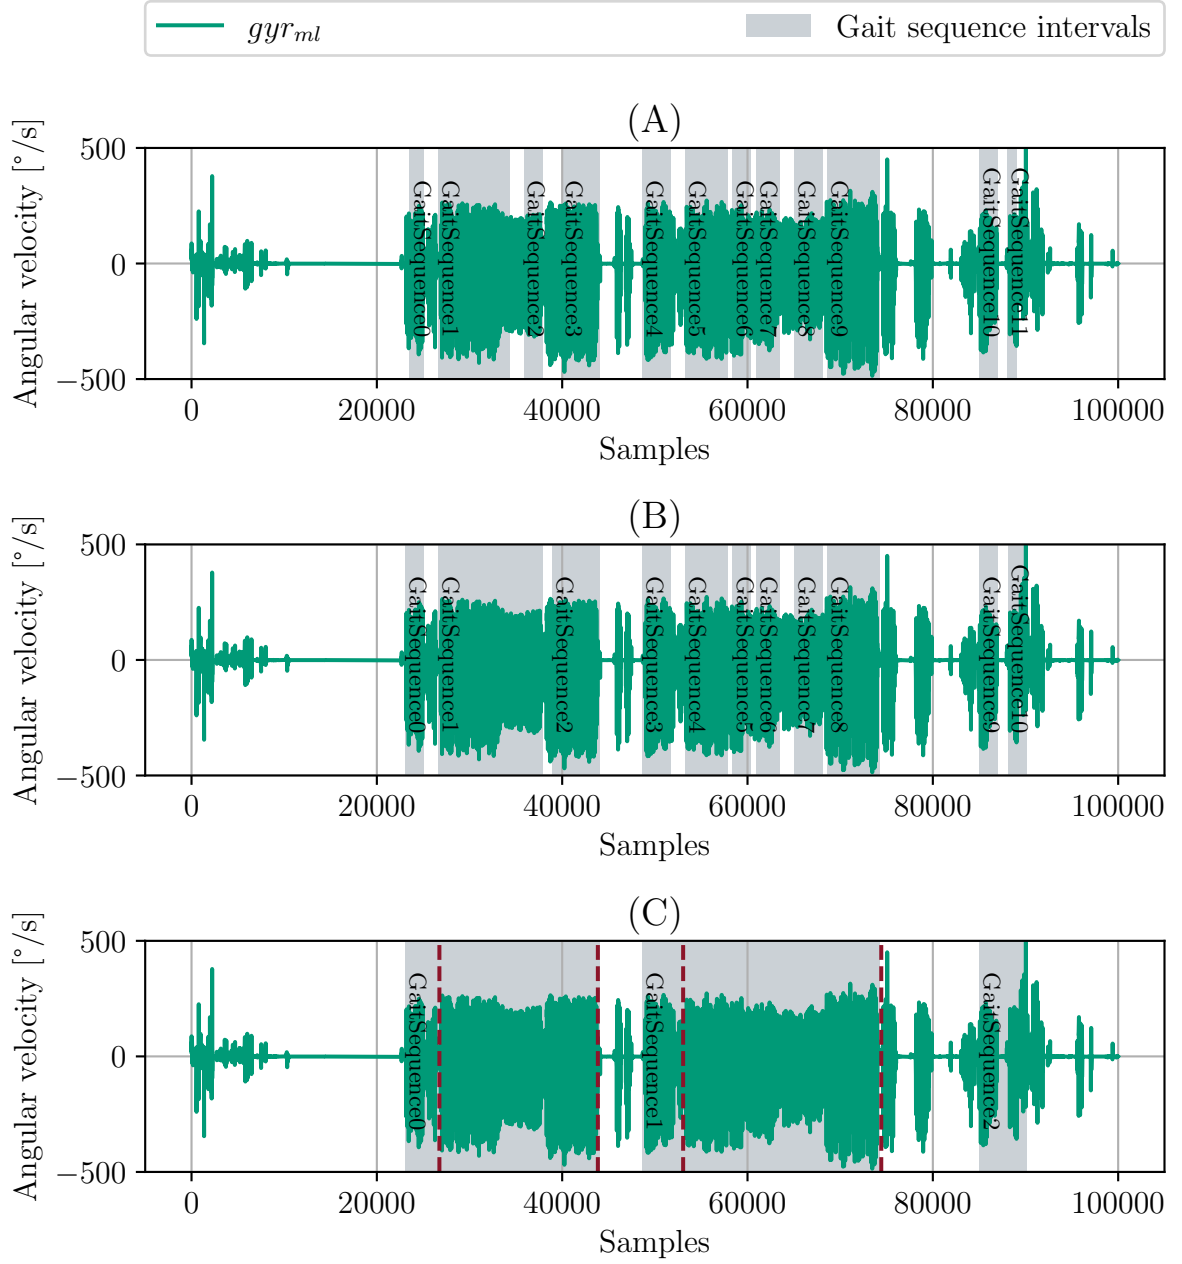 gyr_ml
Gait sequence intervals
(A)
Angular velocity [°/s]
500
0
−500
GaitSequence0
GaitSequence1
GaitSequence2
GaitSequence3
GaitSequence4
GaitSequence5
GaitSequence6
GaitSequence7
GaitSequence8
GaitSequence9
GaitSequence10
GaitSequence11
0 20000 40000 60000 80000 100000
Samples
(B)
Angular velocity [°/s]
500
0
−500
GaitSequence0
GaitSequence1
GaitSequence2
GaitSequence3
GaitSequence4
GaitSequence5
GaitSequence6
GaitSequence7
GaitSequence8
GaitSequence9
GaitSequence10
0 20000 40000 60000 80000 100000
Samples
(C)
Angular velocity [°/s]
500
0
−500
GaitSequence0
GaitSequence1
GaitSequence2
0 20000 40000 60000 80000 100000
Samples